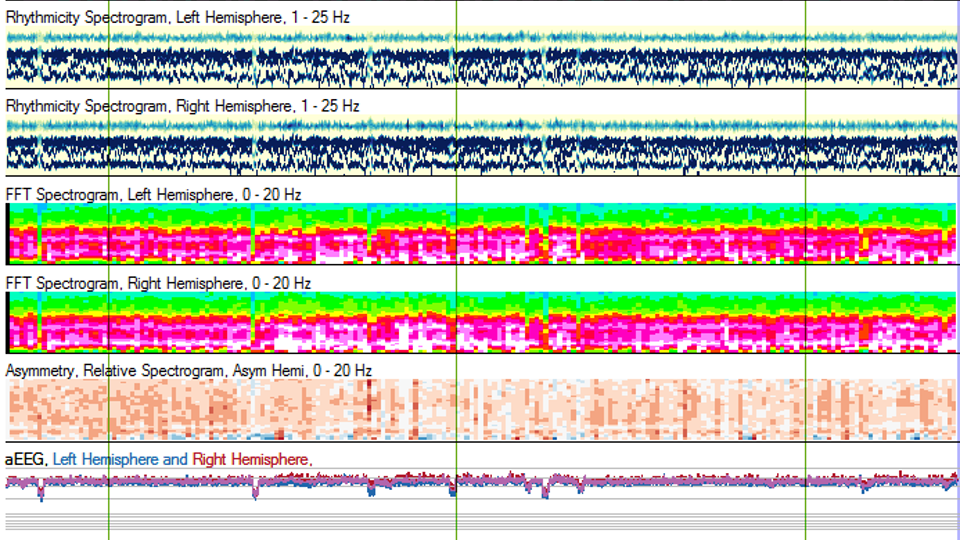 Rhythmicity Spectrogram, Left Hemisphere, 1 - 25 Hz
Rhythmicity Spectrogram, Right Hemisphere, 1 - 25 Hz
FFT Spectrogram, Left Hemisphere, 0 - 20 Hz
FFT Spectrogram, Right Hemisphere, 0 - 20 Hz
Asymmetry, Relative Spectrogram, Asym Hemi, 0 - 20 Hz
aEEG, Left Hemisphere and Right Hemisphere,